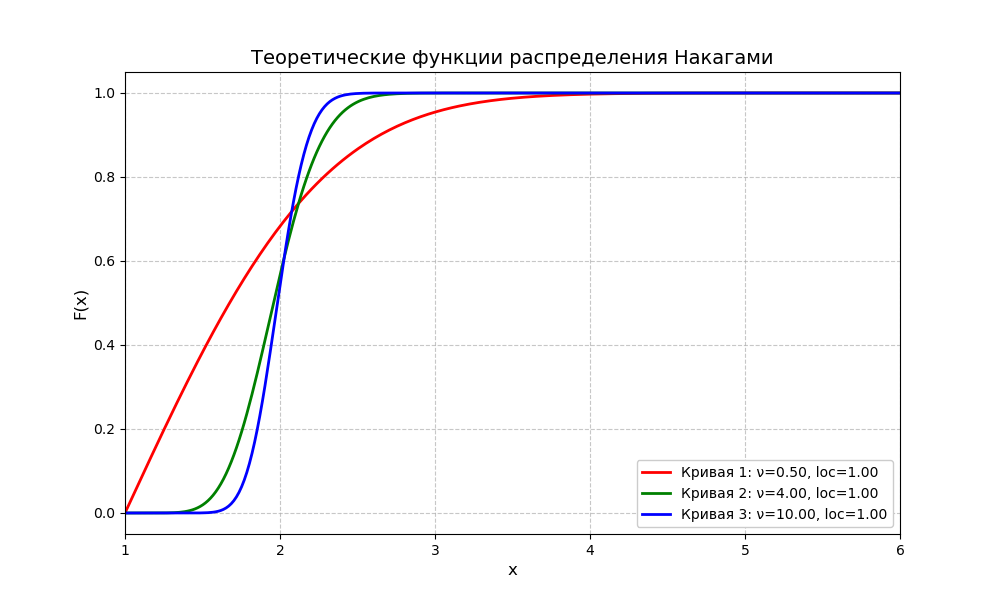 Теоретические функции распределения Накагами
F(x)
1.0
0.8
0.6
0.4
0.2
0.0
1 2 3 4 5 6
x
Кривая 1: ν=0.50, loc=1.00
Кривая 2: ν=4.00, loc=1.00
Кривая 3: ν=10.00, loc=1.00